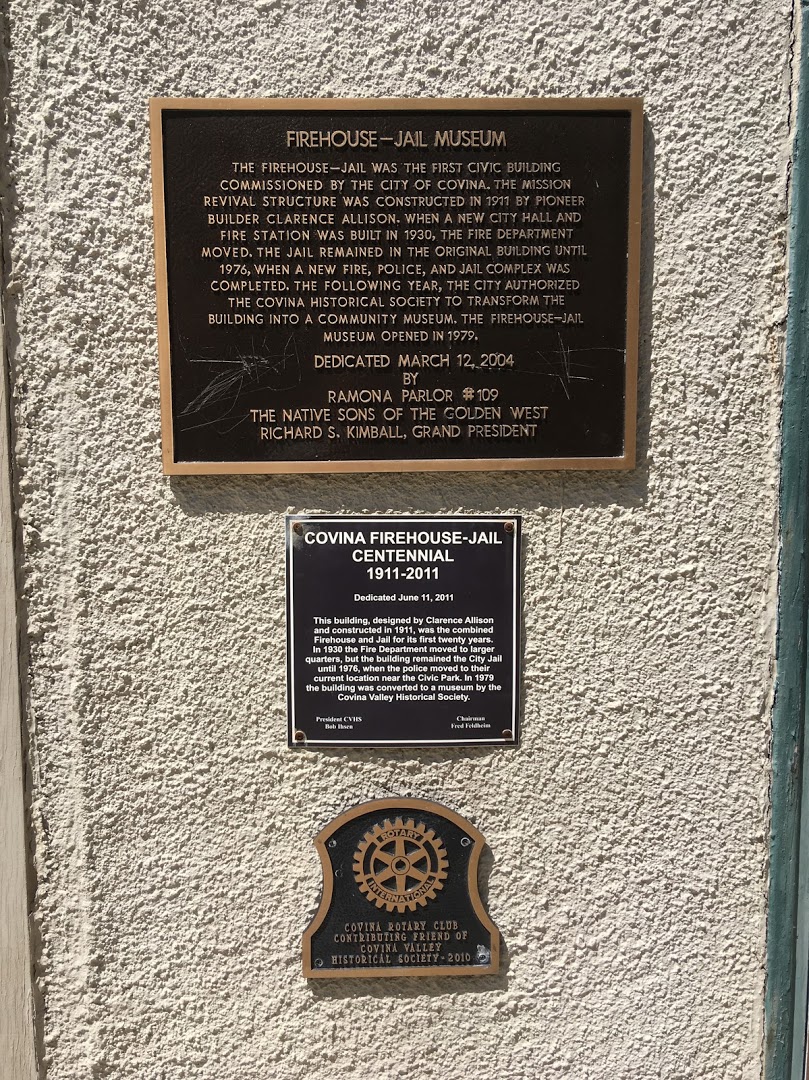 FIREHOUSE–JAIL MUSEUM
THE FIREHOUSE–JAIL WAS THE FIRST CIVIC BUILDING
COMMISSIONED BY THE CITY OF COVINA. THE MISSION
REVIVAL STRUCTURE WAS CONSTRUCTED IN 1911 BY PIONEER
BUILDER CLARENCE ALLISON. WHEN A NEW CITY HALL AND
FIRE STATION WAS BUILT IN 1930, THE FIRE DEPARTMENT
MOVED. THE JAIL REMAINED IN THE ORIGINAL BUILDING UNTIL
1976, WHEN A NEW FIRE, POLICE, AND JAIL COMPLEX WAS
COMPLETED. THE FOLLOWING YEAR, THE CITY AUTHORIZED
THE COVINA HISTORICAL SOCIETY TO TRANSFORM THE
BUILDING INTO A COMMUNITY MUSEUM. THE FIREHOUSE–JAIL
MUSEUM OPENED IN 1979.
DEDICATED MARCH 12, 2004
BY
RAMONA PARLOR #109
THE NATIVE SONS OF THE GOLDEN WEST
RICHARD S. KIMBALL, GRAND PRESIDENT
COVINA FIREHOUSE-JAIL
CENTENNIAL
1911-2011
Dedicated June 11, 2011
This building, designed by Clarence Allison
and constructed in 1911, was the combined
Firehouse and Jail for its first twenty years.
In 1930 the Fire Department moved to larger
quarters, but the building remained the City Jail
until 1976, when the police moved to their
current location near the Civic Park. In 1979
the building was converted to a museum by the
Covina Valley Historical Society.
President CVHS Chairman
Bob Ihsen Fred Feldheim
ROTARY
INTERNATIONAL
COVINA ROTARY CLUB
CONTRIBUTING FRIEND OF
COVINA VALLEY
HISTORICAL SOCIETY - 2010